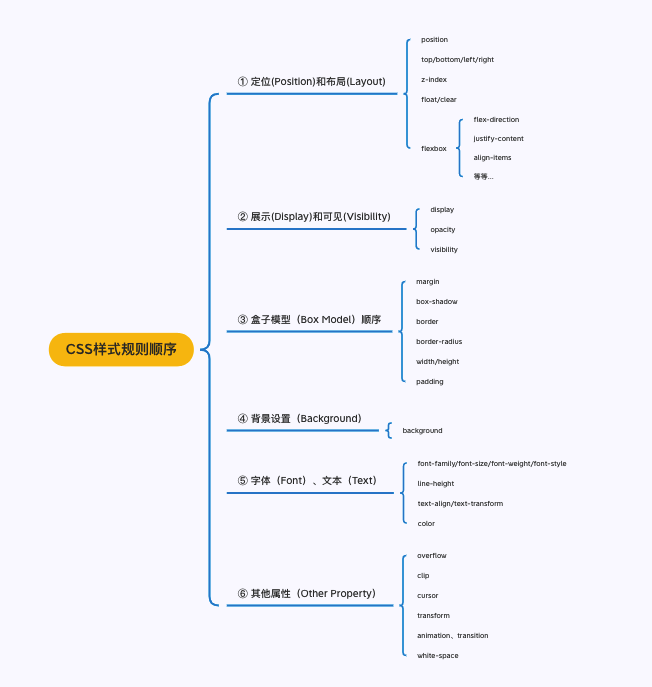 CSS样式规则顺序
① 定位(Position)和布局(Layout)
position
top/bottom/left/right
z-index
float/clear
flexbox
flex-direction
justify-content
align-items
等等...
② 展示(Display)和可见(Visibility)
display
opacity
visibility
③ 盒子模型（Box Model）顺序
margin
box-shadow
border
border-radius
width/height
padding
④ 背景设置（Background)
background
⑤ 字体（Font）、文本（Text）
font-family/font-size/font-weight/font-style
line-height
text-align/text-transform
color
⑥ 其他属性（Other Property）
overflow
clip
cursor
transform
animation、transition
white-space